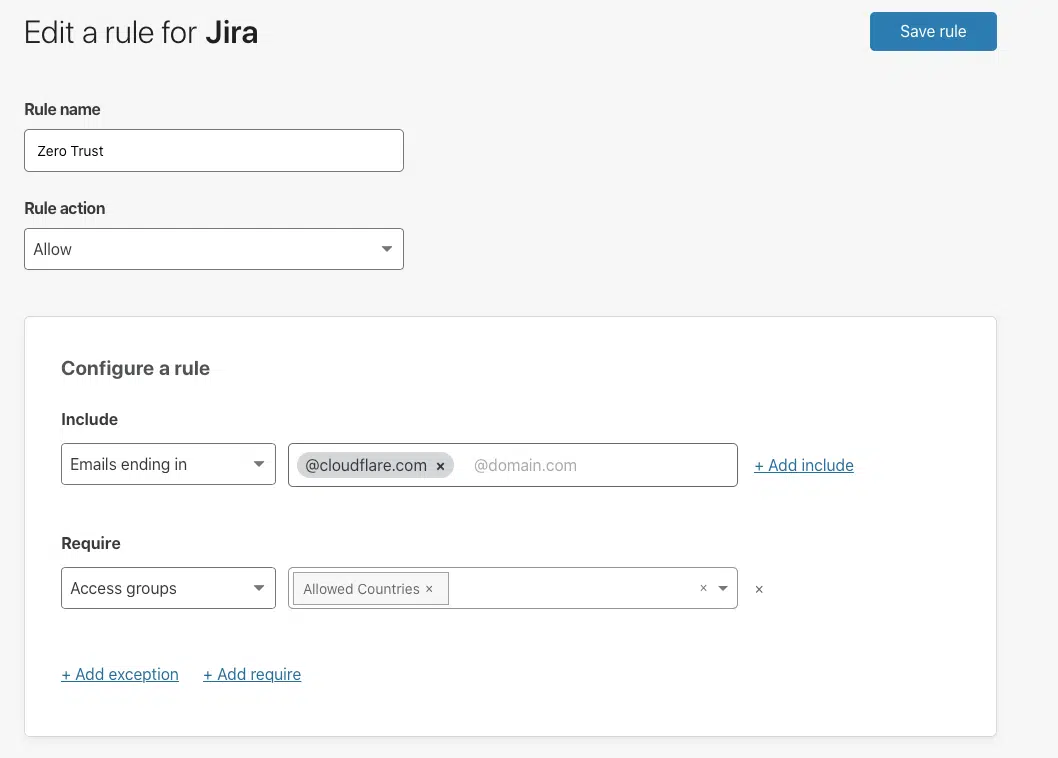 Edit a rule for Jira
Save rule
Rule name
Zero Trust
Rule action
Allow
Configure a rule
Include
Emails ending in
@cloudflare.com ×
@domain.com
+ Add include
Require
Access groups
Allowed Countries ×
×
×
+ Add exception
+ Add require